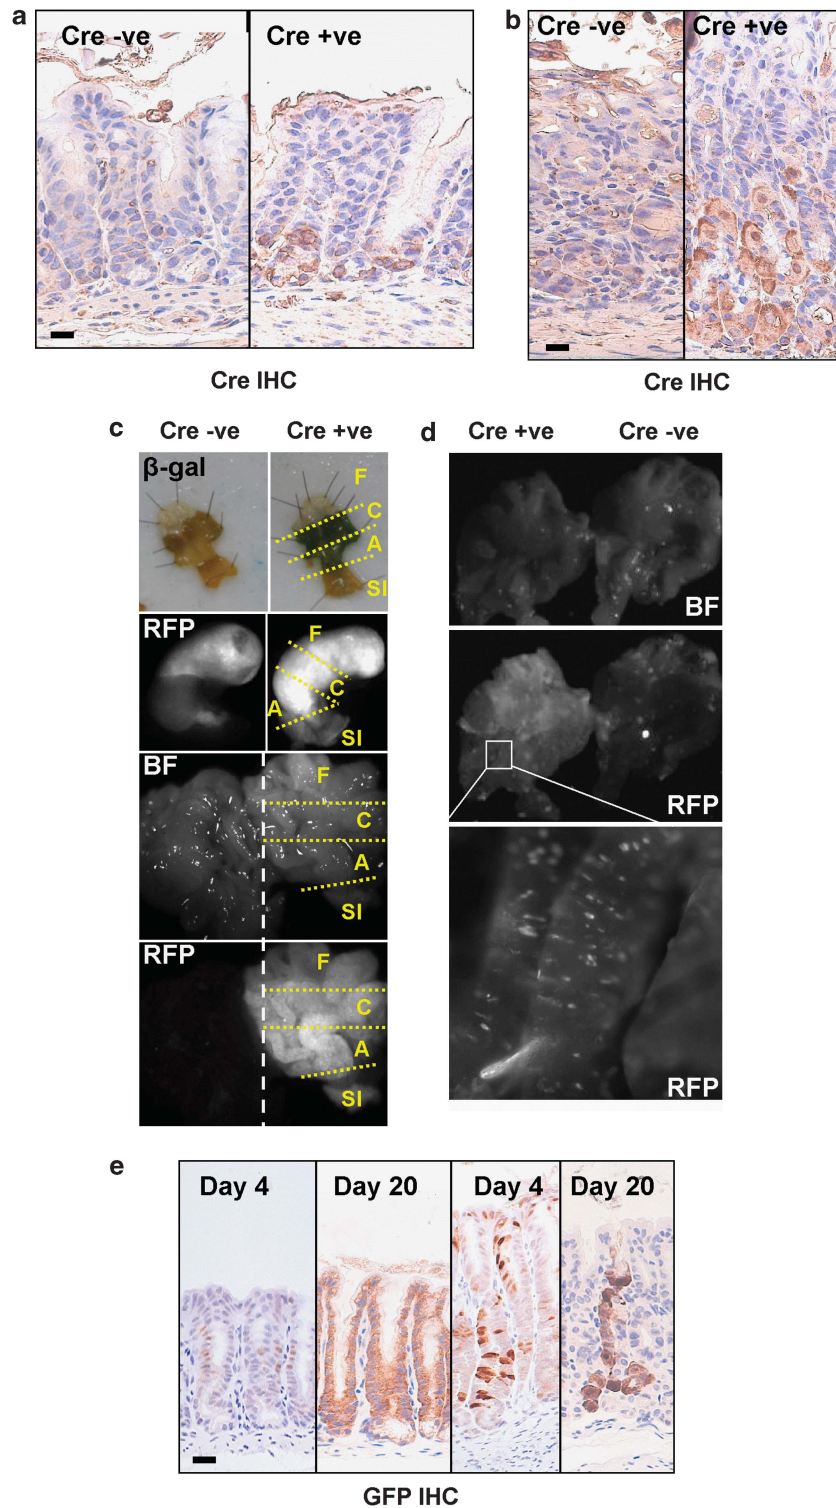 a
Cre -ve
Cre +ve
Cre IHC
b
Cre -ve
Cre +ve
Cre IHC
c
Cre -ve
Cre +ve
β-gal
F
C
A
SI
RFP
F
C
A
SI
BF
F
C
A
SI
RFP
F
C
A
SI
d
Cre +ve
Cre -ve
BF
RFP
RFP
e
Day 4
Day 20
Day 4
Day 20
GFP IHC